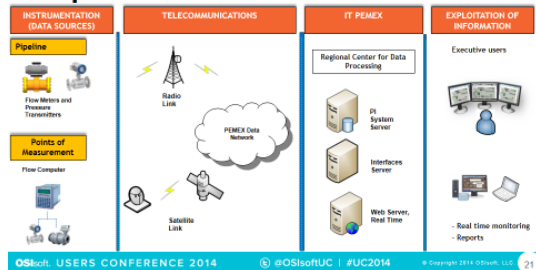 INSTRUMENTATION
(DATA SOURCES)
Pipeline
Flow Meters and
Pressure
Transmitters
Points of
Measurement
Flow Computer
TELECOMMUNICATIONS
Radio
Link
PEMEX Data
Network
Satellite
Link
IT PEMEX
Regional Center for Data
Processing
PI
System
Server
Interfaces
Server
Web Server,
Real Time
EXPLOITATION OF
INFORMATION
Executive users
- Real time monitoring
- Reports
OSIsoft. USERS CONFERENCE 2014
@OSIsoftUC | #UC2014
© Copyright 2014 OSIsoft, LLC.
21